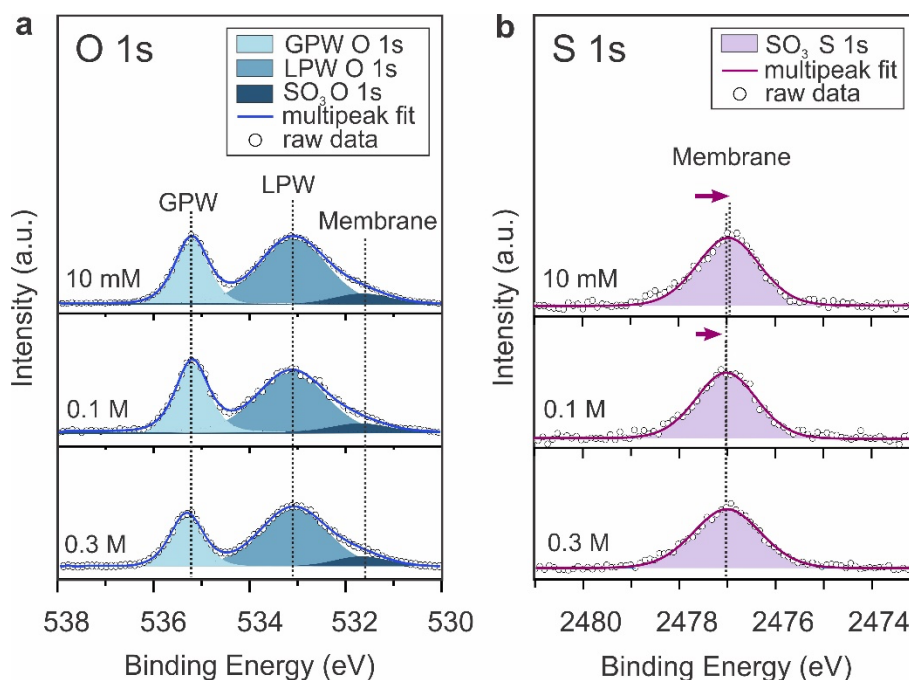 a
O 1s
GPW O 1s
LPW O 1s
SO₃O 1s
multipeak fit
raw data
GPW
LPW
Membrane
10 mM
0.1 M
0.3 M
Intensity (a.u.)
538 536 534 532 530
Binding Energy (eV)
b
S 1s
SO₃ S 1s
multipeak fit
raw data
Membrane
10 mM
0.1 M
0.3 M
Intensity (a.u.)
2480 2478 2476 2474
Binding Energy (eV)